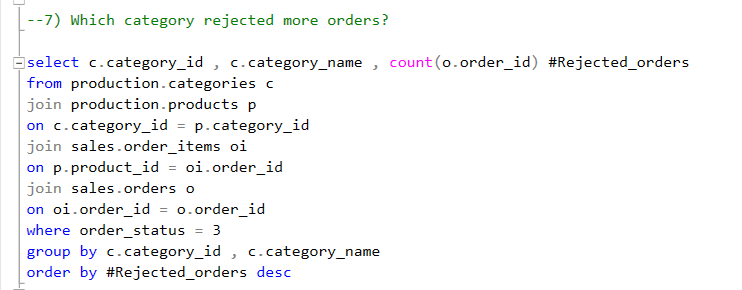 --7) Which category rejected more orders?
select c.category_id , c.category_name , count(o.order_id) #Rejected_orders
from production.categories c
join production.products p
on c.category_id = p.category_id
join sales.order_items oi
on p.product_id = oi.order_id
join sales.orders o
on oi.order_id = o.order_id
where order_status = 3
group by c.category_id , c.category_name
order by #Rejected_orders desc